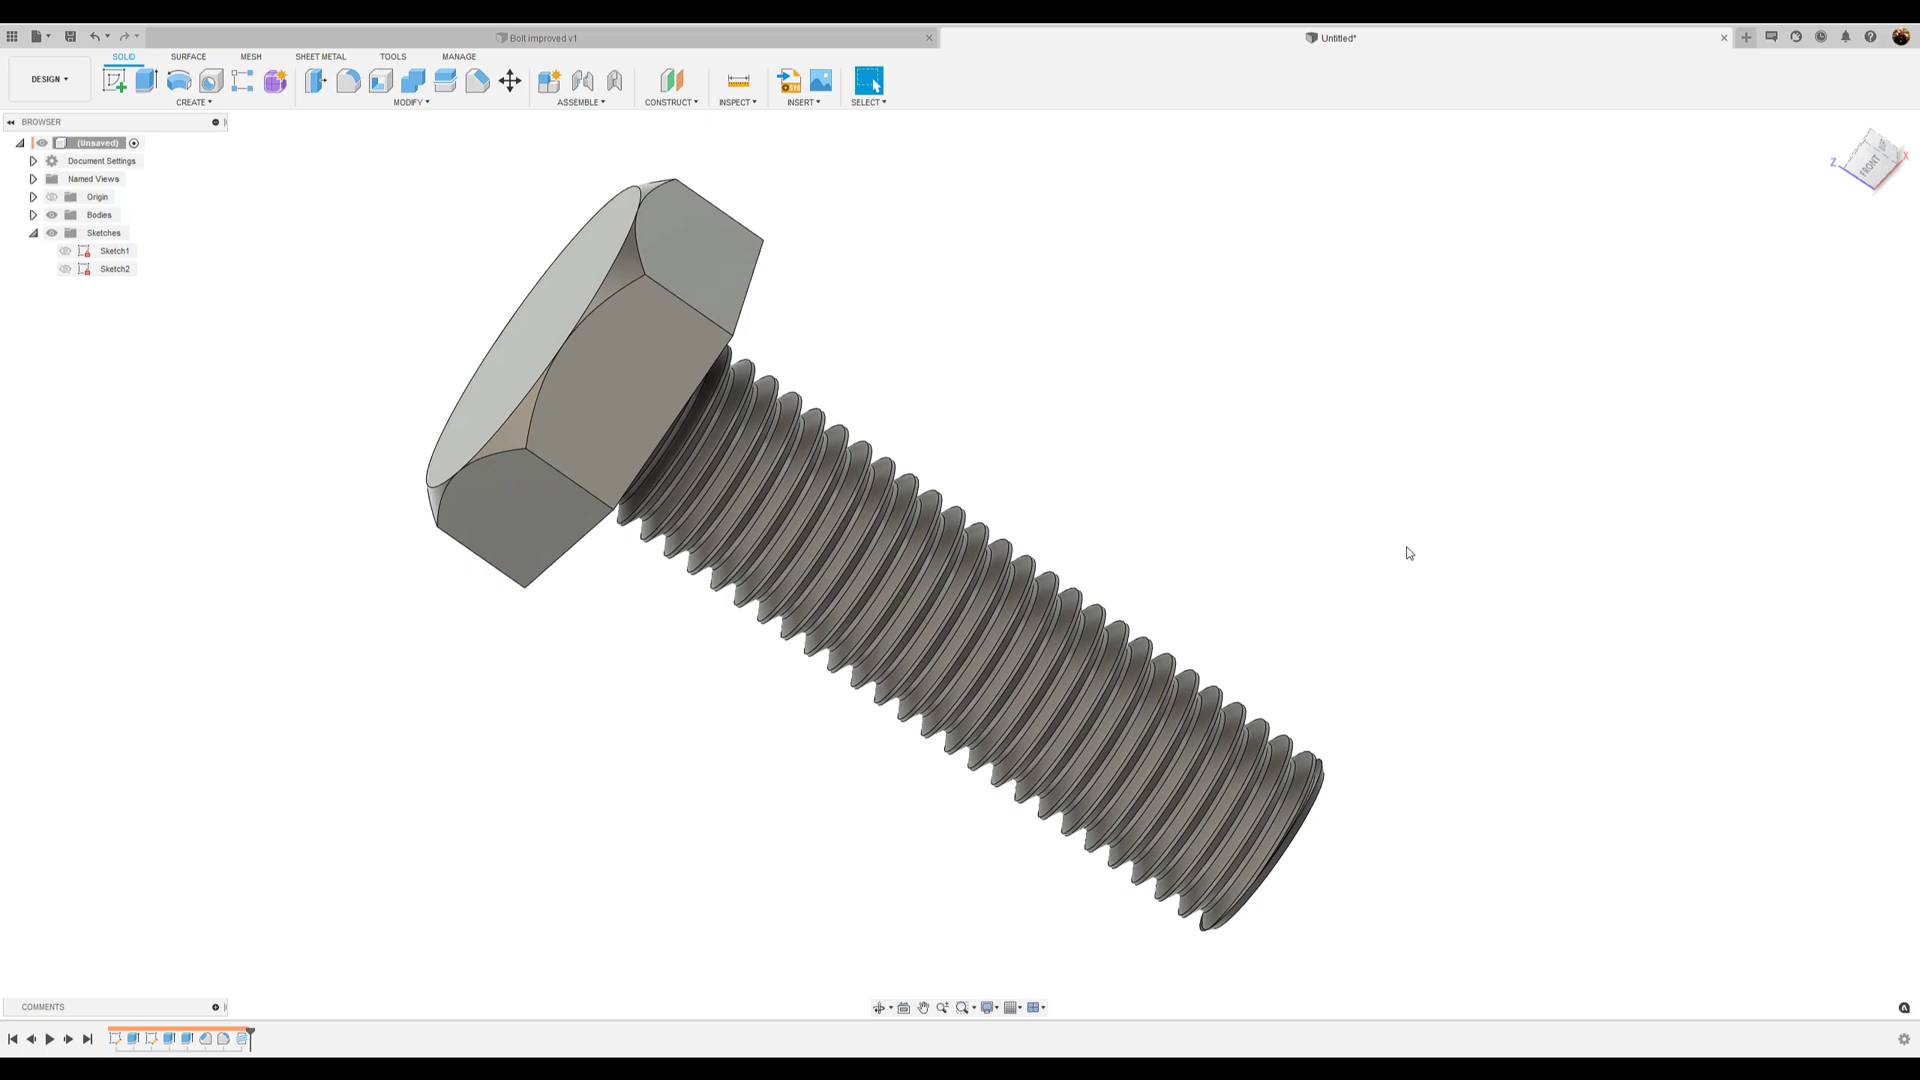 Bolt improved v1
Untitled*
SOLID SURFACE MESH SHEET METAL TOOLS MANAGE
DESIGN
CREATE MODIFY ASSEMBLE CONSTRUCT INSPECT INSERT SELECT
BROWSER
(Unsaved)
Document Settings
Named Views
Origin
Bodies
Sketches
Sketch1
Sketch2
Z
FRONT
X
COMMENTS